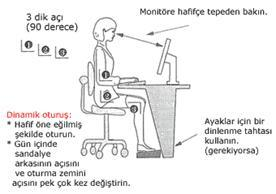 3 dik açı
(90 derece)
Monitöre hafifçe tepeden bakın.
Dinamik oturuş:
* Hafif öne eğilmiş
şekilde oturun.
* Gün içinde
sandalye
arkasının açısını
ve oturma zemini
açısını pek çok kez değiştirin.
Ayaklar için bir
dinlenme tahtası
kullanın.
(gerekiyorsa)